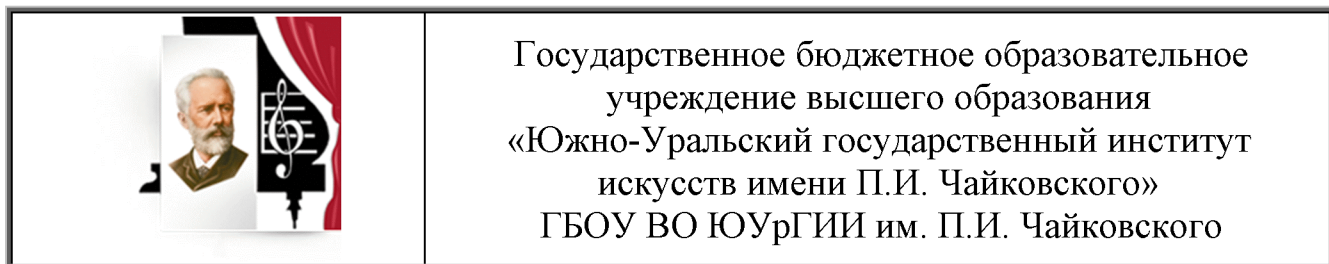 Государственное бюджетное образовательное
учреждение высшего образования
«Южно-Уральский государственный институт
искусств имени П.И. Чайковского»
ГБОУ ВО ЮУрГИИ им. П.И. Чайковского